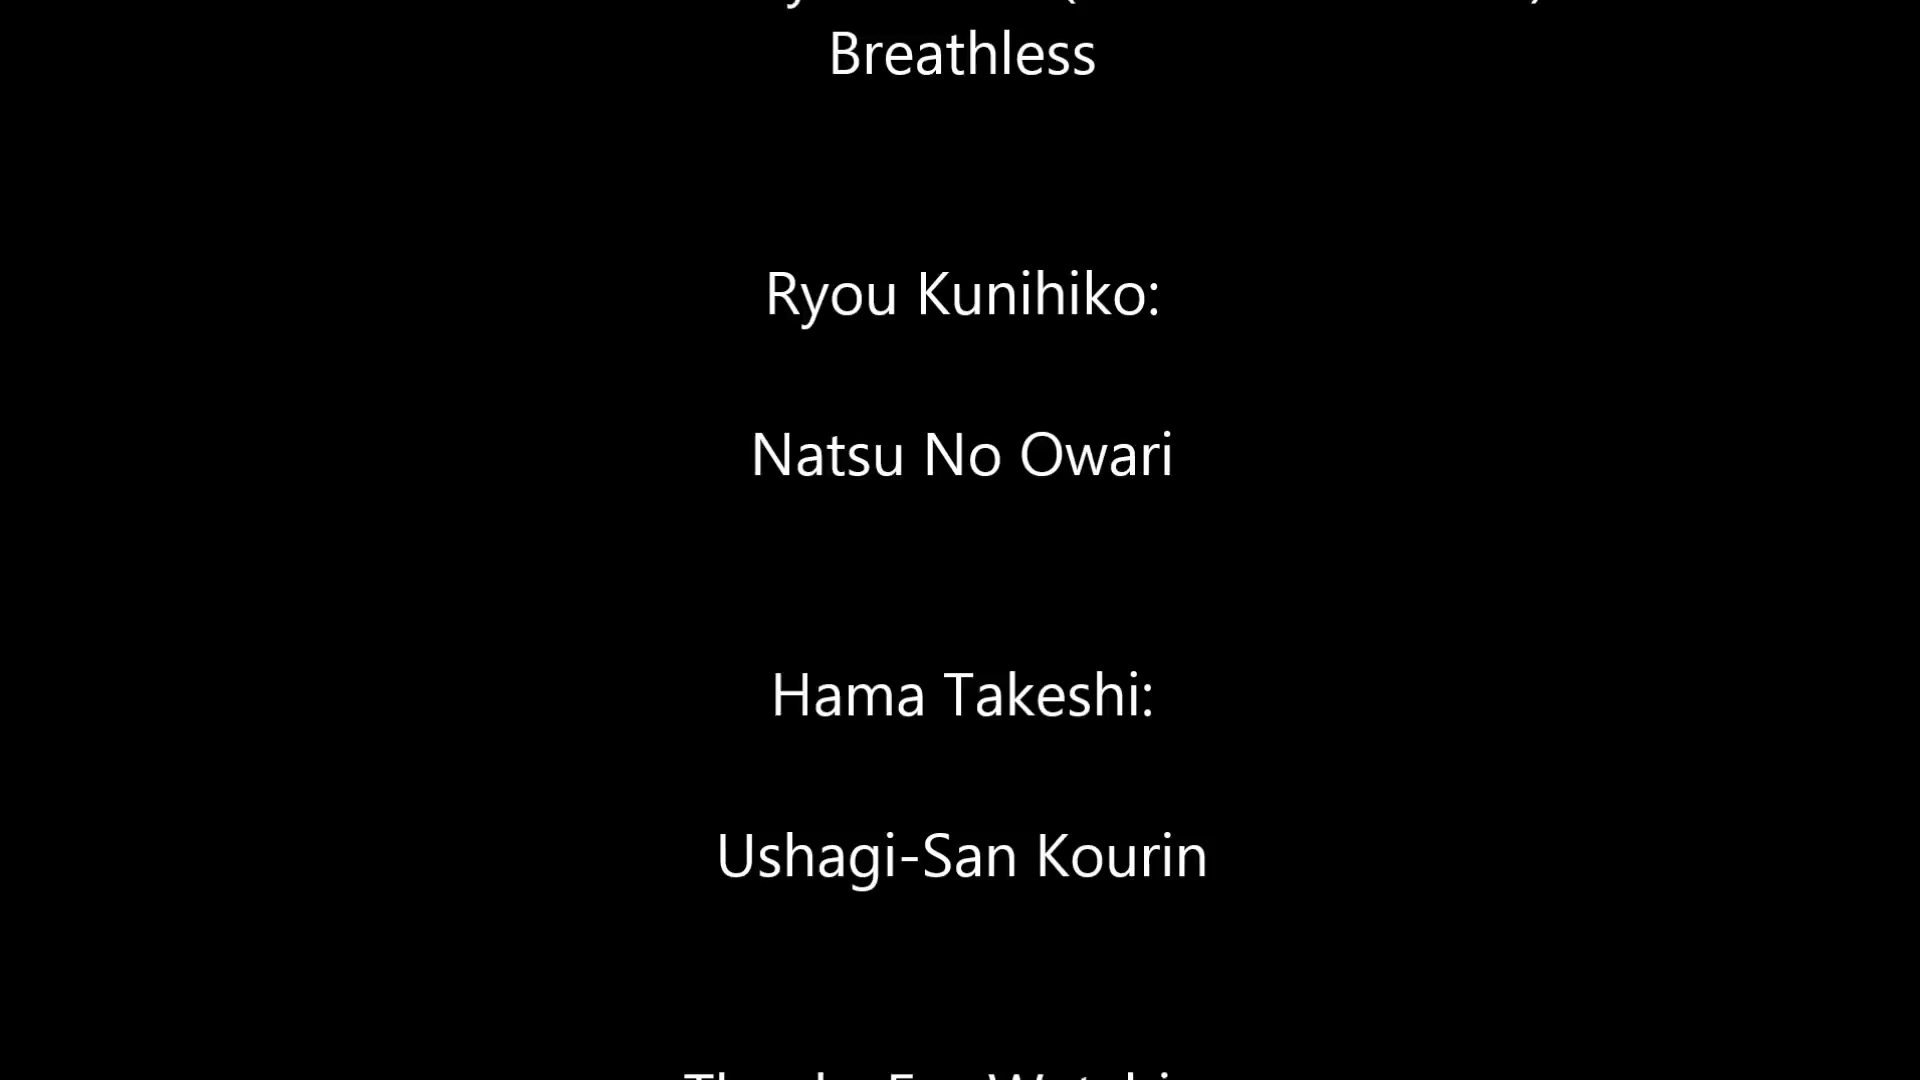 Breathless
Ryou Kunihiko:
Natsu No Owari
Hama Takeshi:
Ushagi-San Kourin